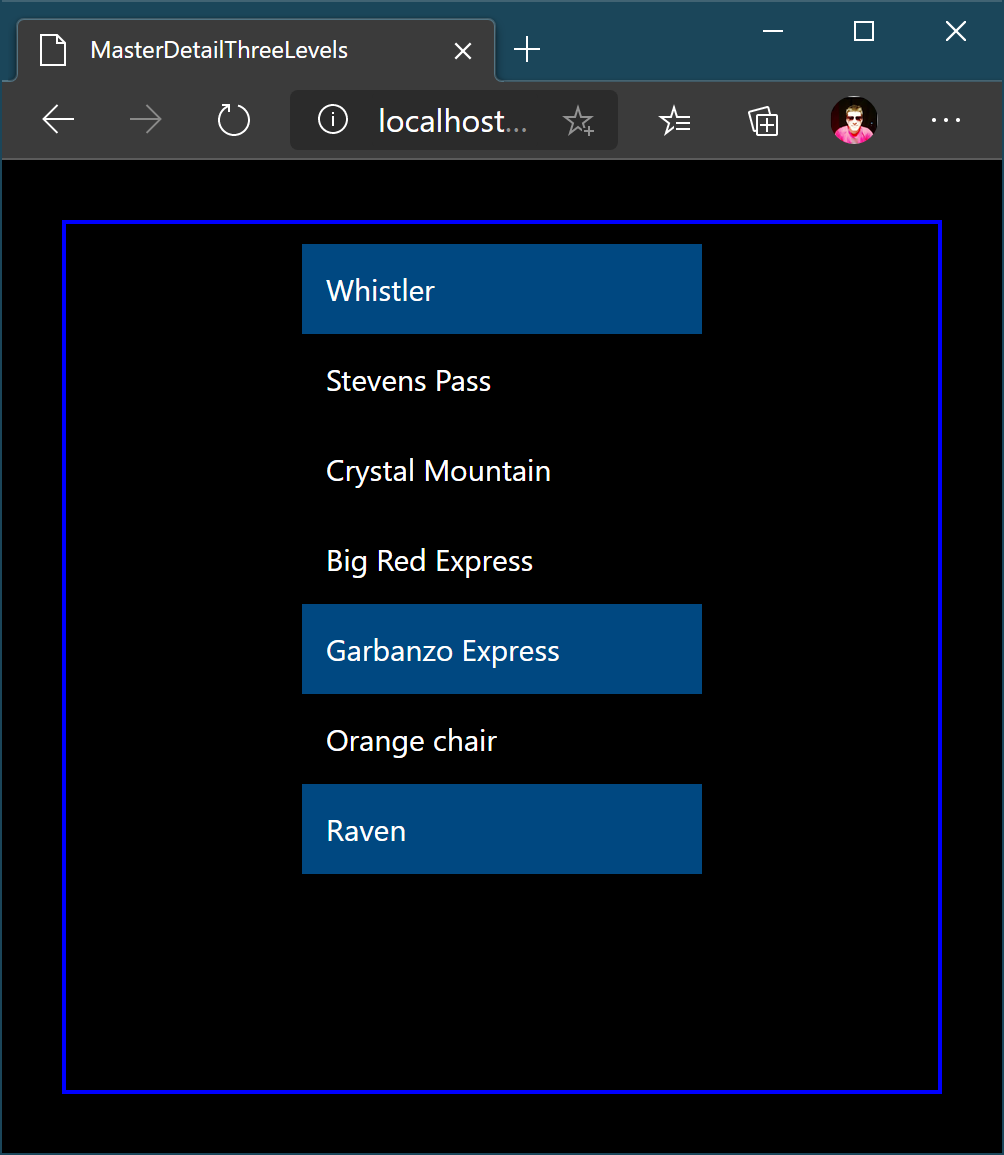 MasterDetailThreeLevels
localhost...
Whistler
Stevens Pass
Crystal Mountain
Big Red Express
Garbanzo Express
Orange chair
Raven